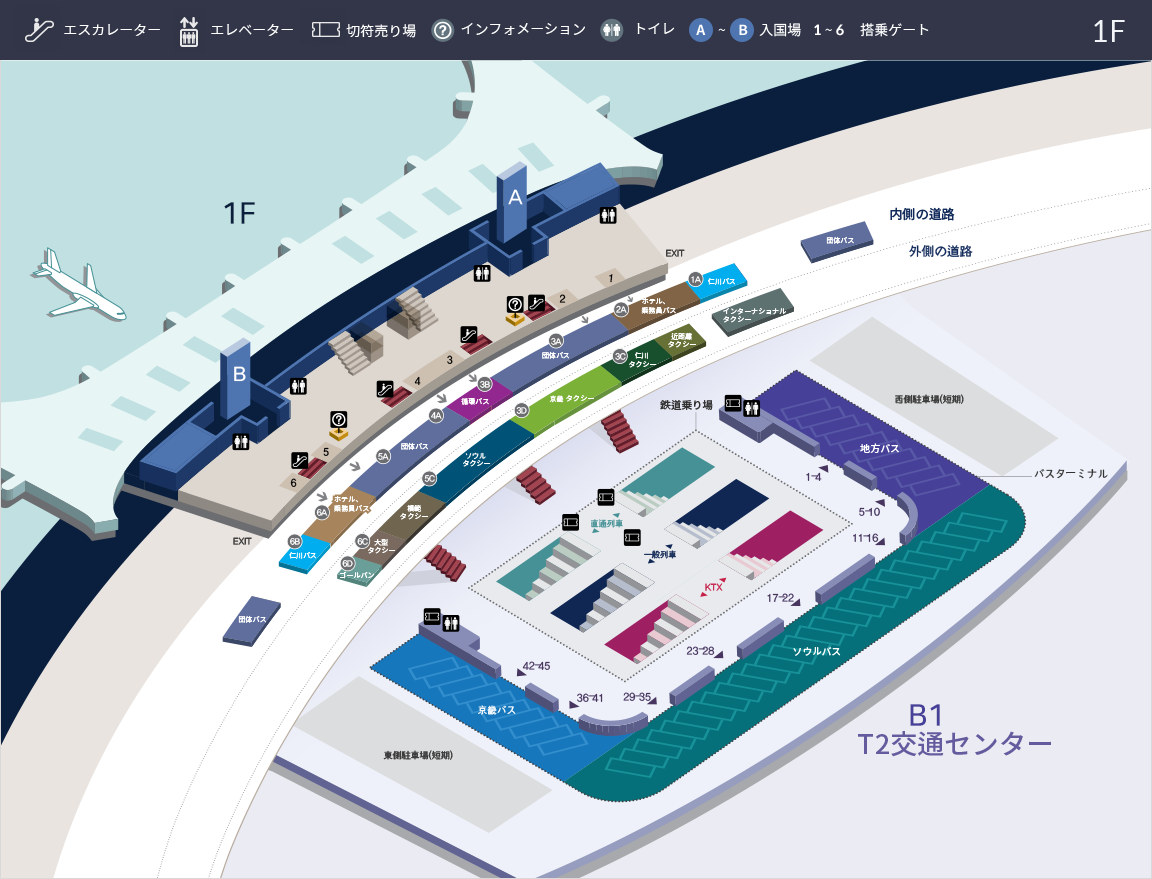 エスカレーター
エレベーター
切符売り場
?
インフォメーション
トイレ
A ~ B 入国場
1 ~ 6 搭乗ゲート
1F
1F
A
B
EXIT
内側の道路
外側の道路
団体バス
1
2
3
4
5
6
?
?
1A
仁川バス
2A
ホテル、
乗務員バス
インターナショナル
タクシー
3A
団体バス
近距離
タクシー
3C
仁川
タクシー
3B
循環バス
3D
京畿 タクシー
4A
団体バス
5A
ソウル
タクシー
5C
6A
ホテル、
乗務員バス
模範
タクシー
EXIT
6B
仁川バス
6C
大型
タクシー
6D
ゴールバン
団体バス
西側駐車場(短期)
鉄道乗り場
地方バス
バスターミナル
1-4
5-10
11-16
17-22
23-28
29-35
36-41
42-45
直通列車
一般列車
KTX
ソウルバス
京畿バス
東側駐車場(短期)
B1
T2交通センター